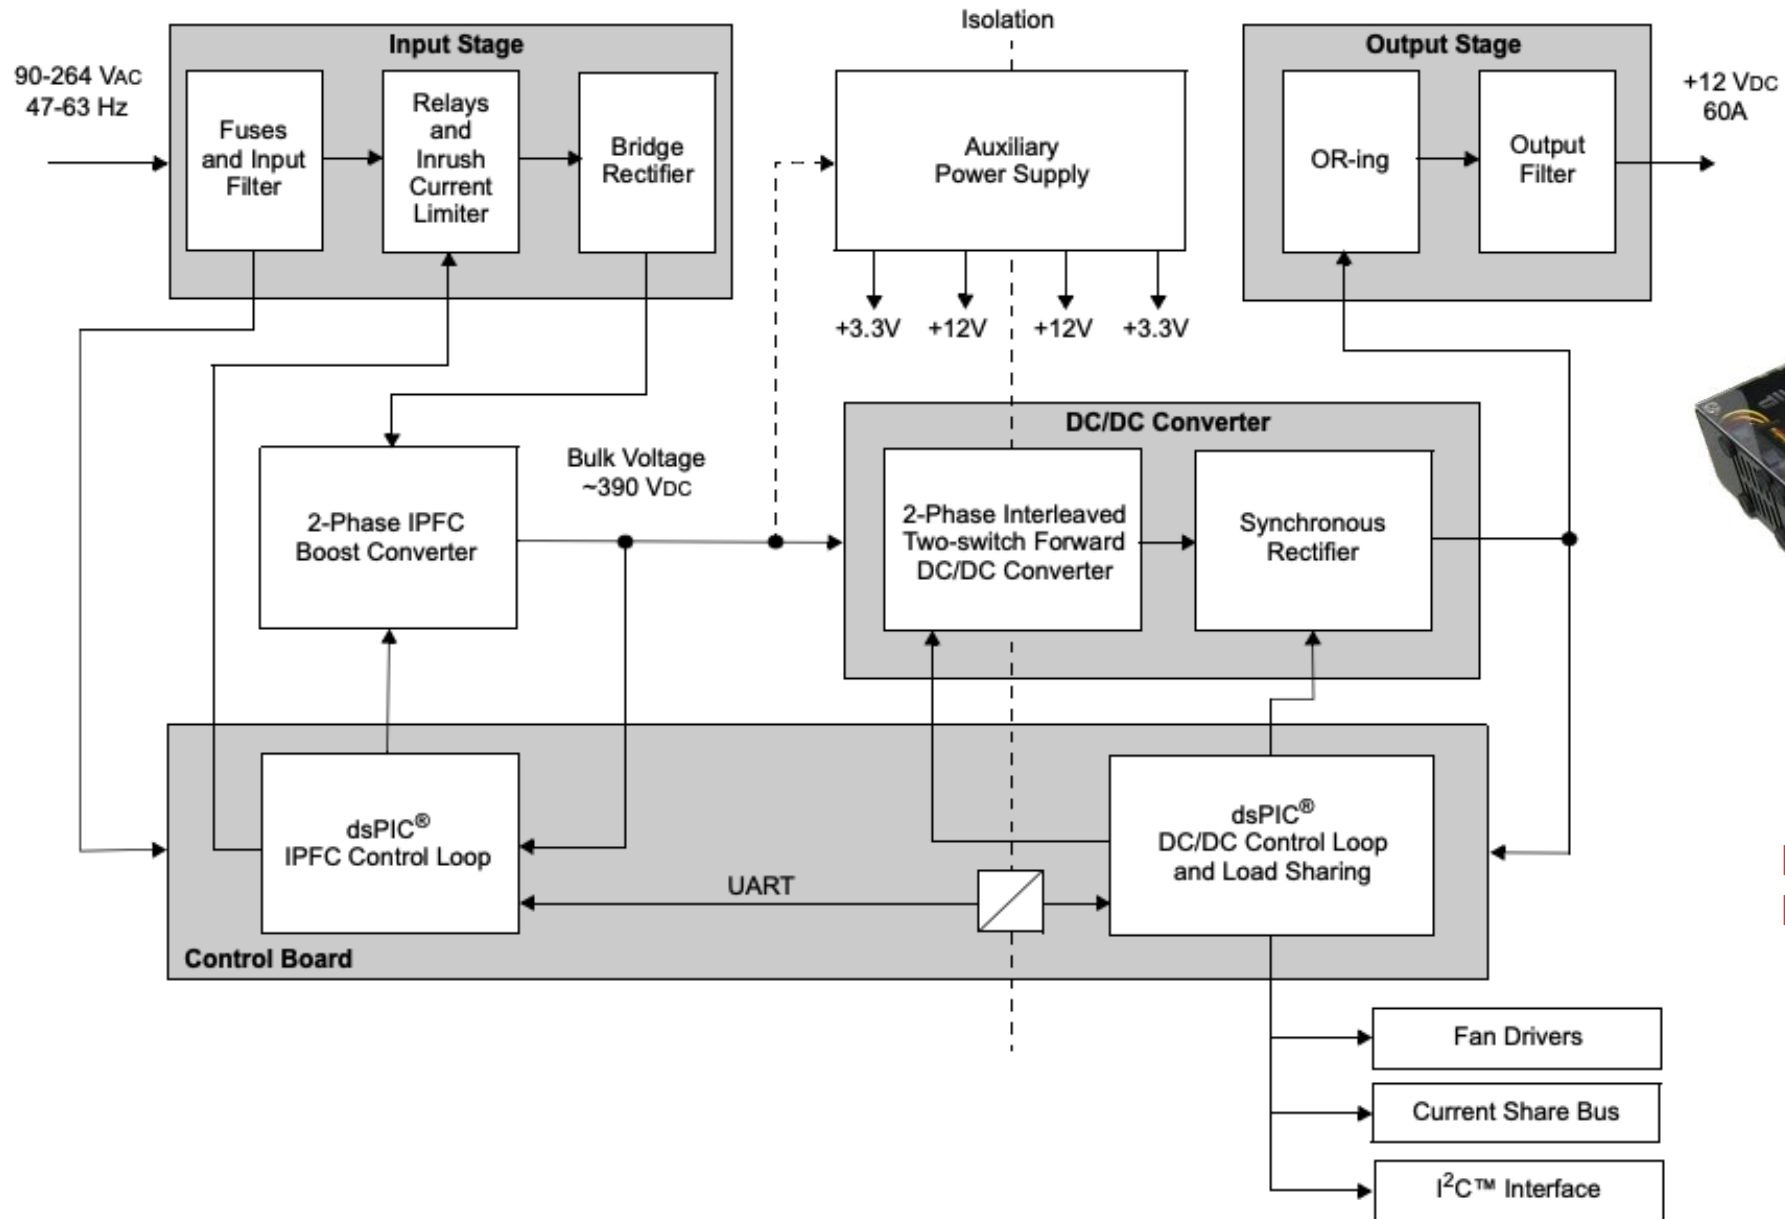 Isolation
Input Stage
Output Stage
90-264 VAC
47-63 Hz
Fuses
and Input
Filter
Relays
and
Inrush
Current
Limiter
Bridge
Rectifier
Auxiliary
Power Supply
OR-ing
Output
Filter
+12 VDC
60A
+3.3V
+12V
+12V
+3.3V
DC/DC Converter
2-Phase IPFC
Boost Converter
Bulk Voltage
~390 VDC
2-Phase Interleaved
Two-switch Forward
DC/DC Converter
Synchronous
Rectifier
dsPIC®
IPFC Control Loop
UART
dsPIC®
DC/DC Control Loop
and Load Sharing
Control Board
Fan Drivers
Current Share Bus
I²C™ Interface